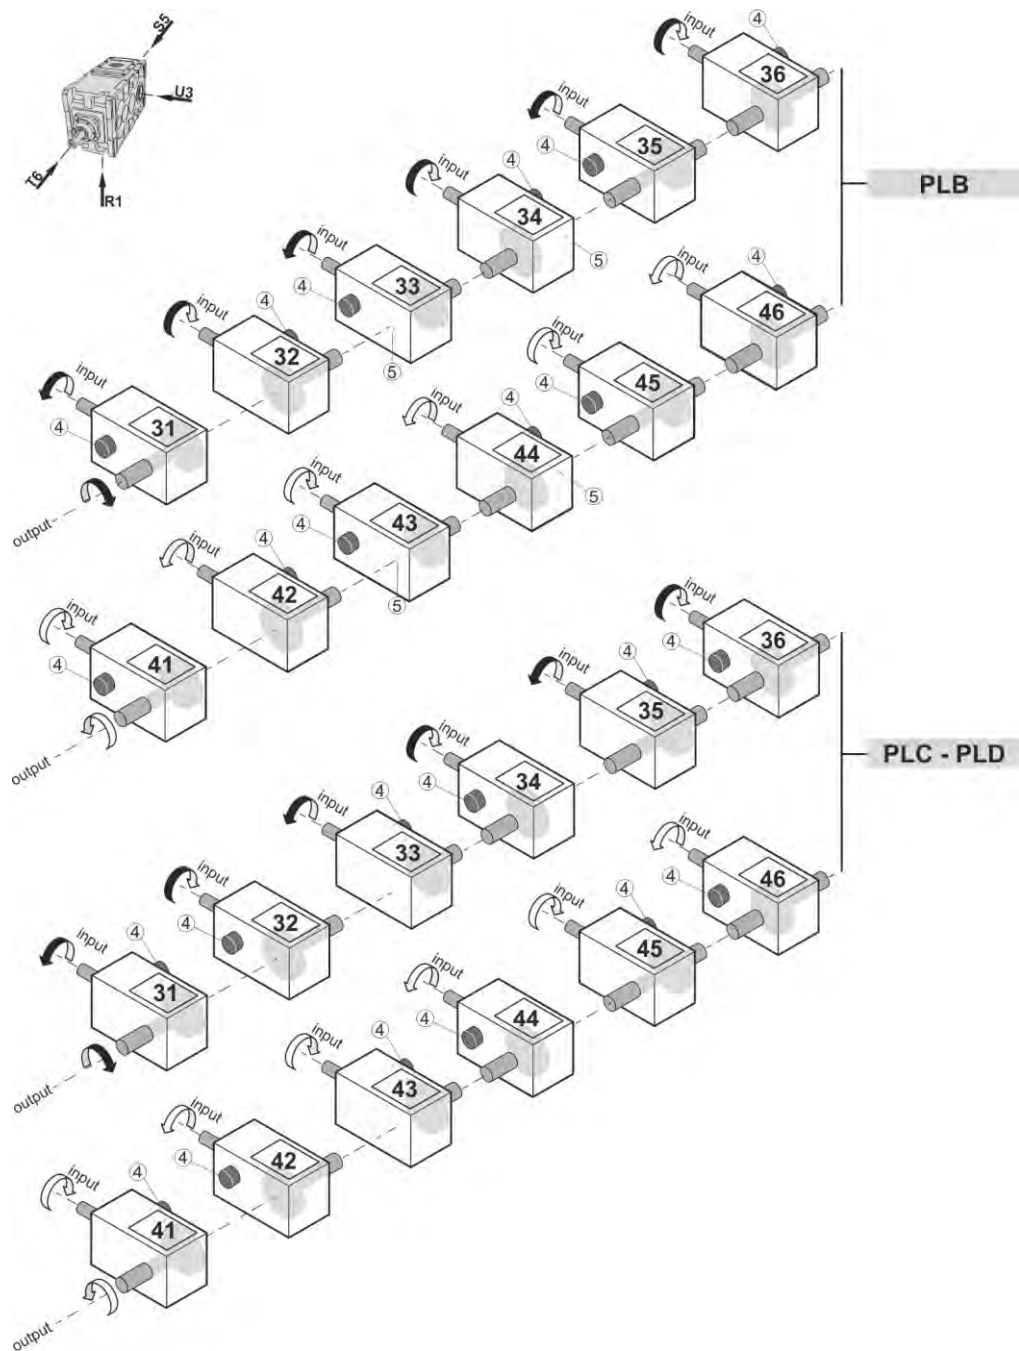 S5
U3
T6
R1
PLB
input
④
36
input
④
35
input
④
34
⑤
input
④
33
⑤
input
④
32
input
④
31
output
input
④
46
input
④
45
input
④
44
⑤
input
④
43
⑤
input
④
42
input
④
41
output
PLC - PLD
input
④
36
input
④
35
input
④
34
input
④
33
input
④
32
input
④
31
output
input
④
46
input
④
45
input
④
44
input
④
43
input
④
42
input
④
41
output